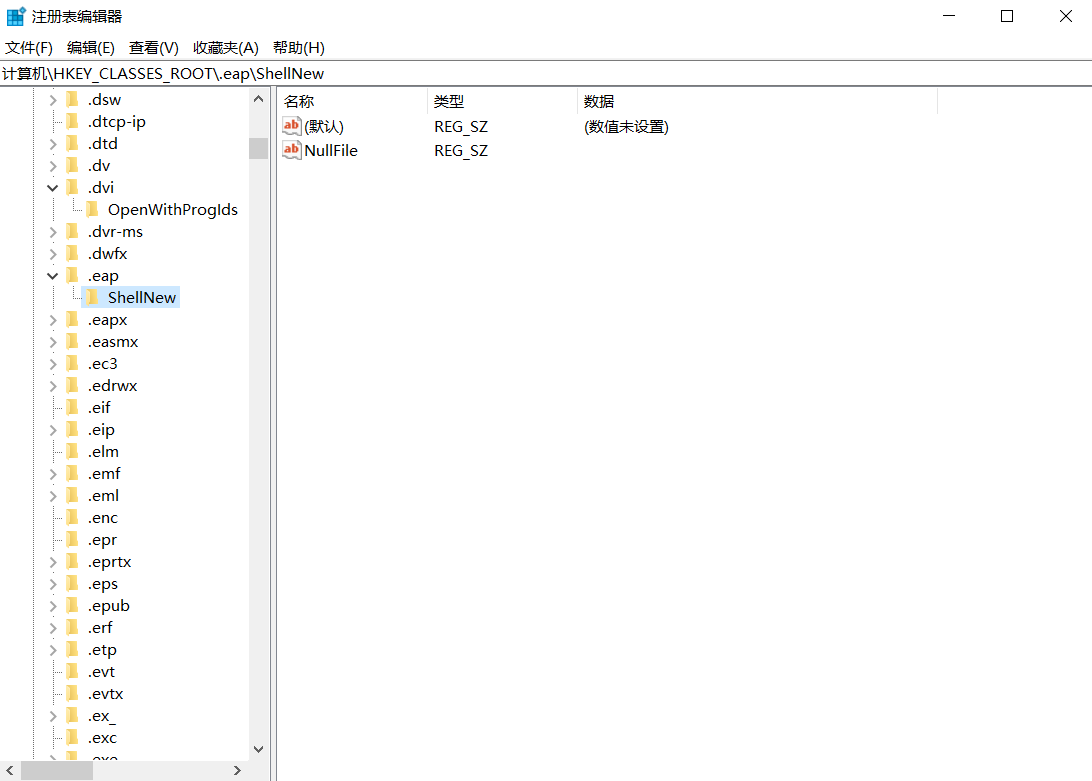 注册表编辑器
文件(F) 编辑(E) 查看(V) 收藏夹(A) 帮助(H)
计算机\HKEY_CLASSES_ROOT\.eap\ShellNew
.dsw
.dtcp-ip
.dtd
.dv
.dvi
OpenWithProgIds
.dvr-ms
.dwfx
.eap
ShellNew
.eapx
.easmx
.ec3
.edrwx
.eif
.eip
.elm
.emf
.eml
.enc
.epr
.eprtx
.eps
.epub
.erf
.etp
.evt
.evtx
.ex_
.exc
.exe
名称 类型 数据
(默认) REG_SZ (数值未设置)
NullFile REG_SZ